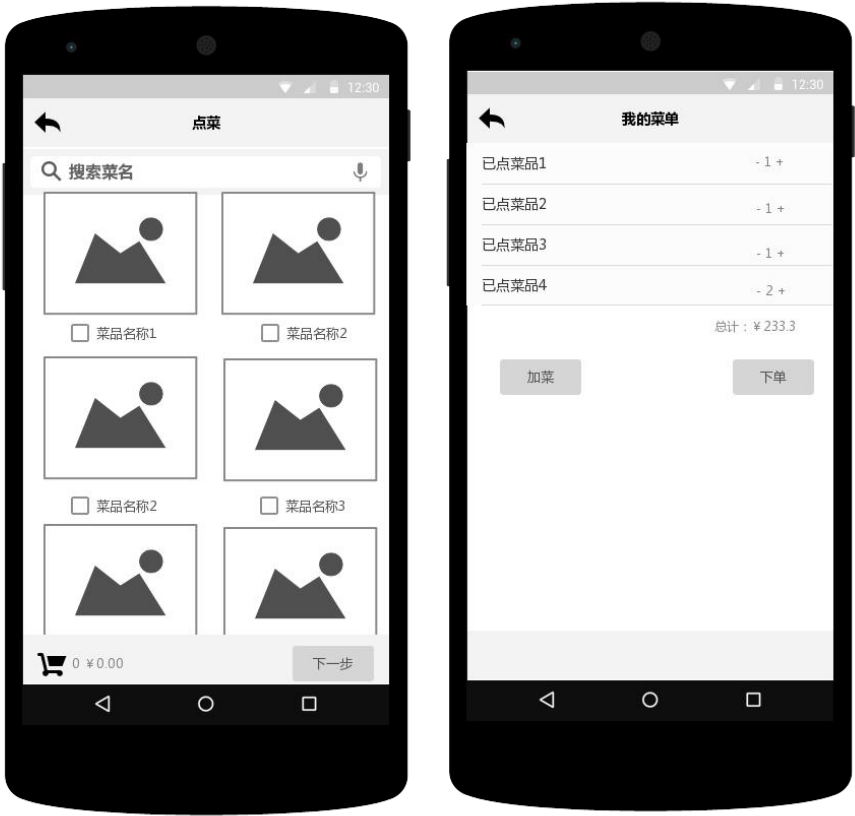 12:30
点菜
搜索菜名
菜品名称1 菜品名称2
菜品名称2 菜品名称3
0 ¥0.00 下一步
12:30
我的菜单
已点菜品1 - 1 +
已点菜品2 - 1 +
已点菜品3 - 1 +
已点菜品4 - 2 +
总计：¥ 233.3
加菜 下单